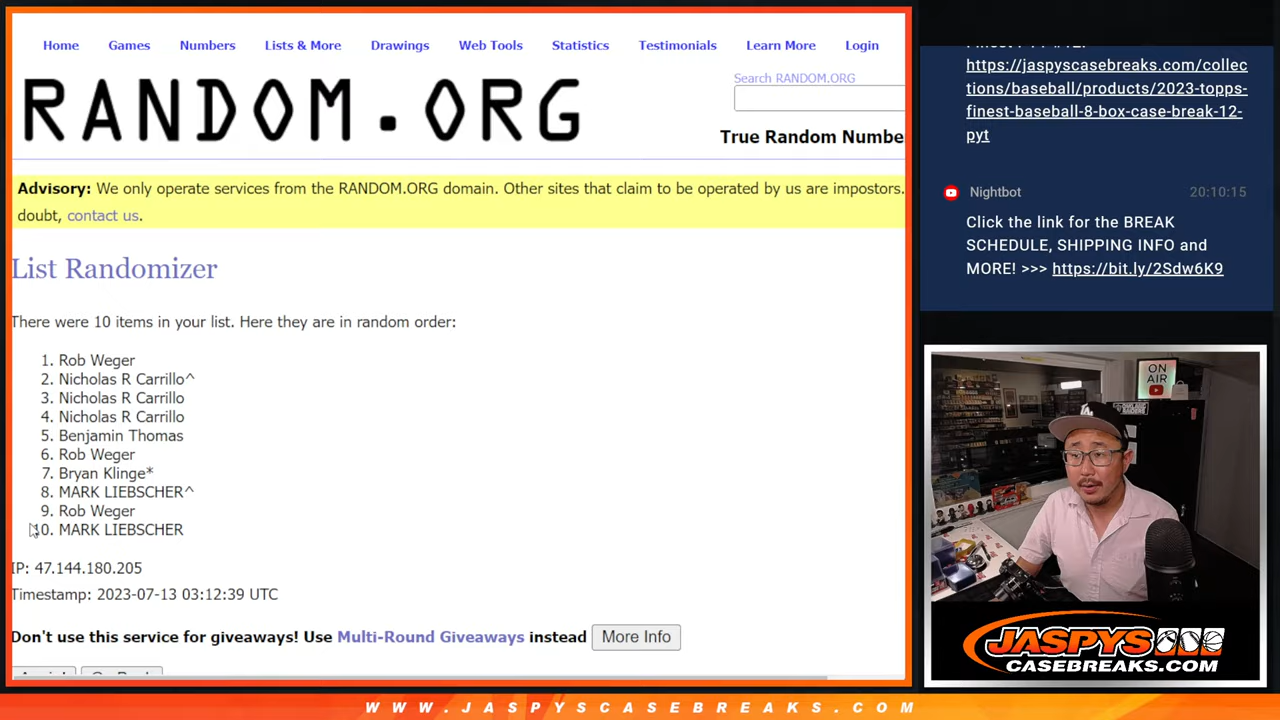 Home Games Numbers Lists & More Drawings Web Tools Statistics Testimonials Learn More Login
RANDOM.ORG
Search RANDOM.ORG
True Random Numbe
Advisory: We only operate services from the RANDOM.ORG domain. Other sites that claim to be operated by us are impostors.
doubt, contact us.
List Randomizer
There were 10 items in your list. Here they are in random order:
1. Rob Weger
2. Nicholas R Carrillo^
3. Nicholas R Carrillo
4. Nicholas R Carrillo
5. Benjamin Thomas
6. Rob Weger
7. Bryan Klinge*
8. MARK LIEBSCHER^
9. Rob Weger
10. MARK LIEBSCHER
IP: 47.144.180.205
Timestamp: 2023-07-13 03:12:39 UTC
Don't use this service for giveaways! Use Multi-Round Giveaways instead More Info
https://jaspyscasebreaks.com/collec
tions/baseball/products/2023-topps-
finest-baseball-8-box-case-break-12-
pyt
Nightbot 20:10:15
Click the link for the BREAK
SCHEDULE, SHIPPING INFO and
MORE! >>> https://bit.ly/2Sdw6K9
ON
AIR
JASPYS
CASEBREAKS.COM
WWW.JASPYSCASEBREAKS.COM